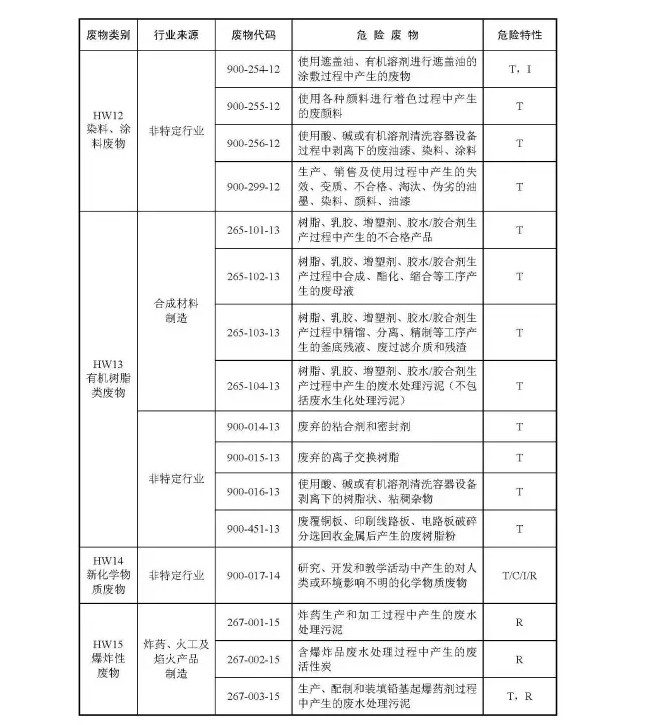 废物类别 行业来源 废物代码 危险废物 危险特性
HW12
染料、涂
料废物
非特定行业
900-254-12
使用遮盖油、有机溶剂进行遮盖油的
涂敷过程中产生的废物
T，I
900-255-12
使用各种颜料进行着色过程中产生
的废颜料
T
900-256-12
使用酸、碱或有机溶剂清洗容器设备
过程中剥离下的废油漆、染料、涂料
T
900-299-12
生产、销售及使用过程中产生的失
效、变质、不合格、淘汰、伪劣的油
墨、染料、颜料、油漆
T
HW13
有机树脂
类废物
合成材料
制造
265-101-13
树脂、乳胶、增塑剂、胶水/胶合剂生
产过程中产生的不合格产品
T
265-102-13
树脂、乳胶、增塑剂、胶水/胶合剂生
产过程中合成、酯化、缩合等工序产
生的废母液
T
265-103-13
树脂、乳胶、增塑剂、胶水/胶合剂生
产过程中精馏、分离、精制等工序产
生的釜底残液、废过滤介质和残渣
T
265-104-13
树脂、乳胶、增塑剂、胶水/胶合剂生
产过程中产生的废水处理污泥（不包
括废水生化处理污泥）
T
非特定行业
900-014-13
废弃的粘合剂和密封剂
T
900-015-13
废弃的离子交换树脂
T
900-016-13
使用酸、碱或有机溶剂清洗容器设备
剥离下的树脂状、粘稠杂物
T
900-451-13
废覆铜板、印刷线路板、电路板破碎
分选回收金属后产生的废树脂粉
T
HW14
新化学物
质废物
非特定行业
900-017-14
研究、开发和教学活动中产生的对人
类或环境影响不明的化学物质废物
T/C/I/R
HW15
爆炸性
废物
炸药、火工及
焰火产品
制造
267-001-15
炸药生产和加工过程中产生的废水
处理污泥
R
267-002-15
含爆炸品废水处理过程中产生的废
活性炭
R
267-003-15
生产、配制和装填铅基起爆药剂过程
中产生的废水处理污泥
T，R